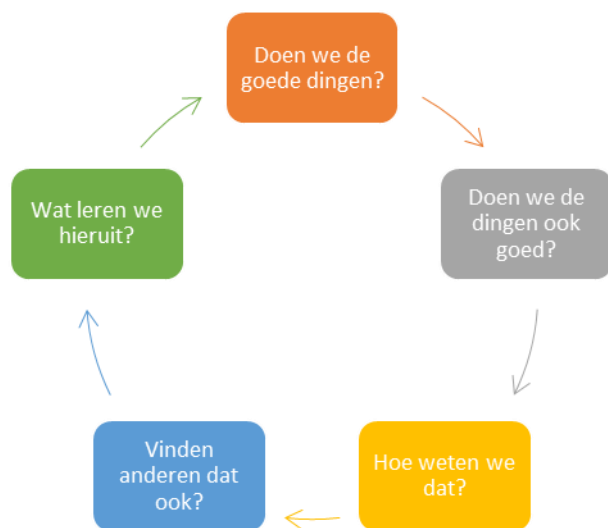 Doen we de
goede dingen?
Doen we de
dingen ook
goed?
Hoe weten we
dat?
Vinden
anderen dat
ook?
Wat leren we
hieruit?